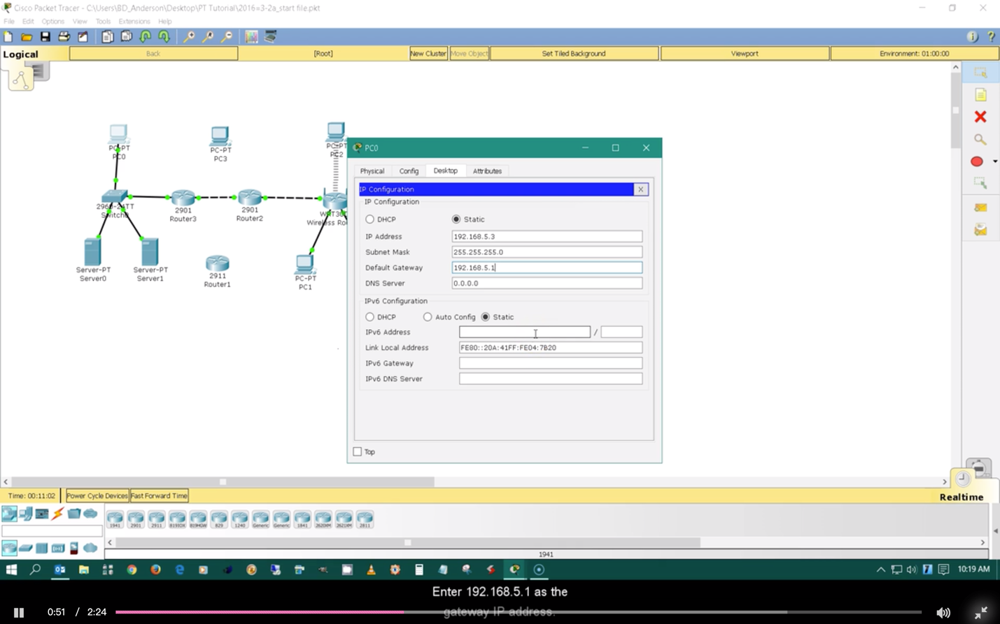 Cisco Packet Tracer - C:\Users\BD_Anderson\Desktop\PT Tutorial\2016=3-2a_start file.pkt
File Edit Options View Tools Extensions Help
Logical Back [Root] New Cluster Move Object Set Tiled Background Viewport Environment: 01:00:00
PC-PT
PC0
PC-PT
PC3
PC-PT
PC2
2960-24TT
Switch0
2901
Router3
2901
Router2
WRT300
Wireless Rou
Server-PT
Server0
Server-PT
Server1
2911
Router1
PC-PT
PC1
PC0
Physical Config Desktop Attributes
IP Configuration X
IP Configuration
DHCP Static
IP Address 192.168.5.3
Subnet Mask 255.255.255.0
Default Gateway 192.168.5.1
DNS Server 0.0.0.0
IPv6 Configuration
DHCP Auto Config Static
IPv6 Address /
Link Local Address FE80::20A:41FF:FE04:7B20
IPv6 Gateway
IPv6 DNS Server
Top
Time: 00:11:02 Power Cycle Devices Fast Forward Time
Realtime
1941 2901 2911 819IOX 819HGW 829 1240 Generic Generic 1841 2620XM 2621XM 2811
1941
10:19 AM
Enter 192.168.5.1 as the
gateway IP address.
0:51 / 2:24